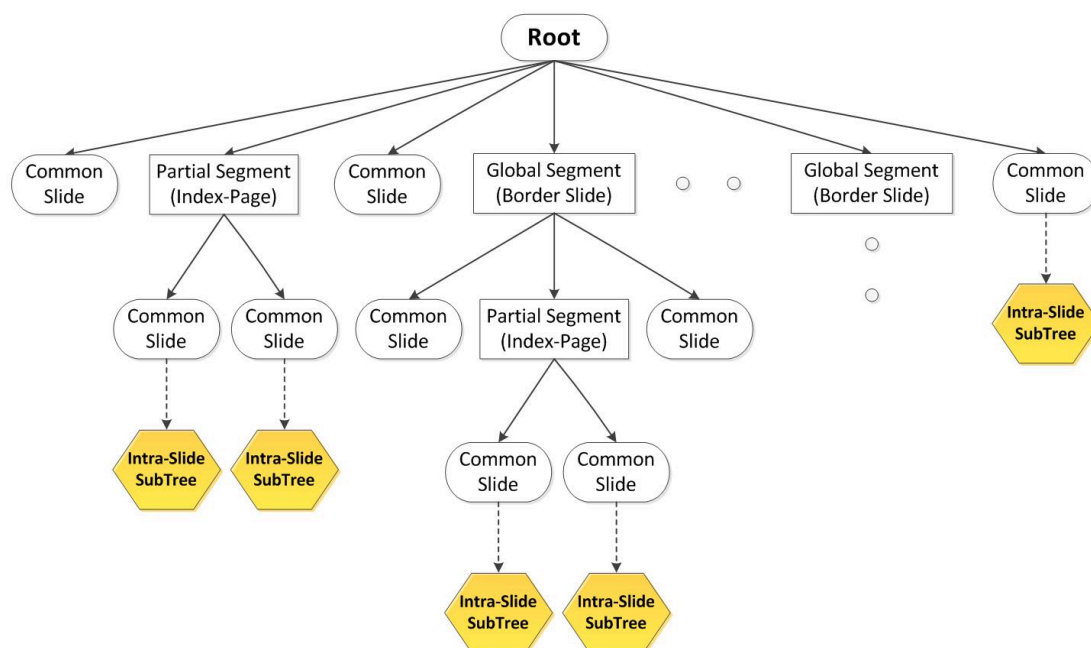 Root
Common
Slide
Partial Segment
(Index-Page)
Common
Slide
Global Segment
(Border Slide)
Global Segment
(Border Slide)
Common
Slide
Common
Slide
Common
Slide
Common
Slide
Partial Segment
(Index-Page)
Common
Slide
Intra-Slide
SubTree
Intra-Slide
SubTree
Intra-Slide
SubTree
Common
Slide
Common
Slide
Intra-Slide
SubTree
Intra-Slide
SubTree